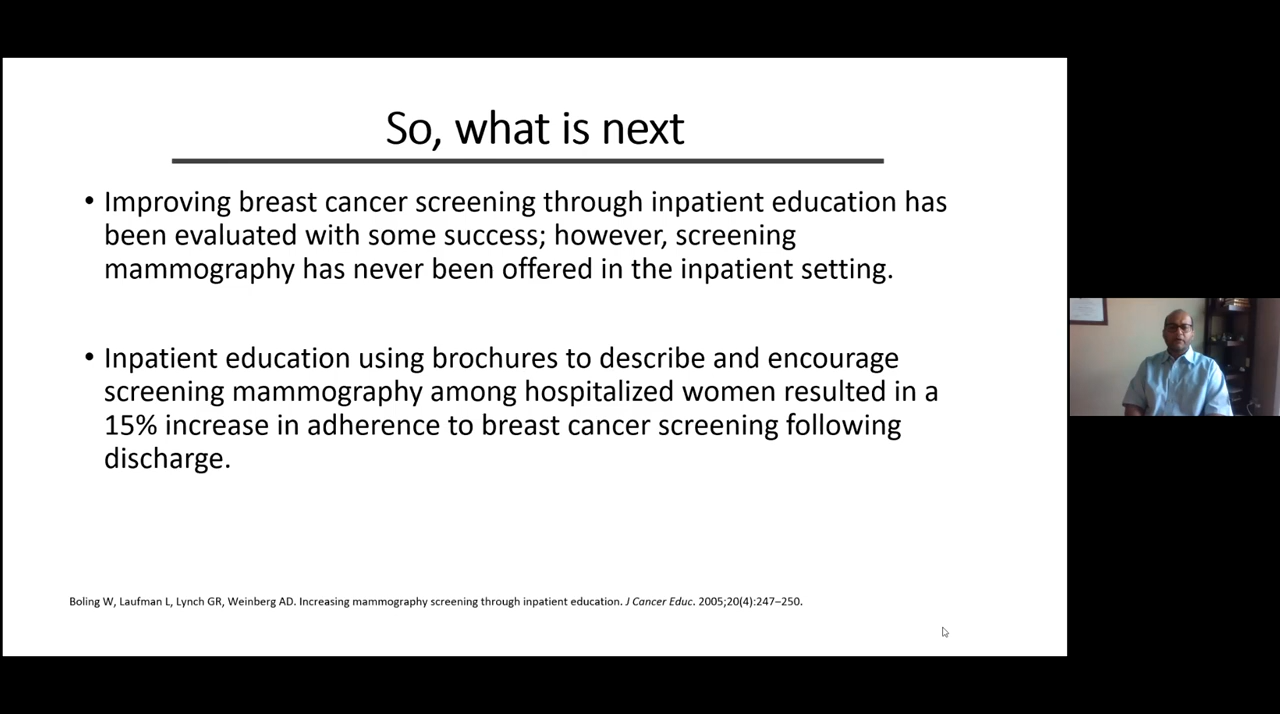 So, what is next
• Improving breast cancer screening through inpatient education has
been evaluated with some success; however, screening
mammography has never been offered in the inpatient setting.
• Inpatient education using brochures to describe and encourage
screening mammography among hospitalized women resulted in a
15% increase in adherence to breast cancer screening following
discharge.
Boling W, Laufman L, Lynch GR, Weinberg AD. Increasing mammography screening through inpatient education. J Cancer Educ. 2005;20(4):247–250.